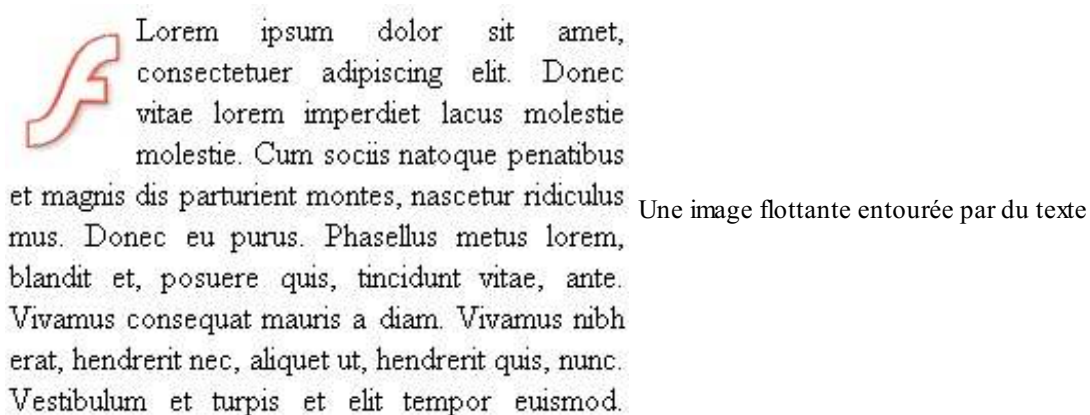 Lorem ipsum dolor sit amet,
consectetuer adipiscing elit. Donec
vitae lorem imperdiet lacus molestie
molestie. Cum sociis natoque penatibus
et magnis dis parturient montes, nascetur ridiculus
mus. Donec eu purus. Phasellus metus lorem,
blandit et, posuere quis, tincidunt vitae, ante.
Vivamus consequat mauris a diam. Vivamus nibh
erat, hendrerit nec, aliquet ut, hendrerit quis, nunc.
Vestibulum et turpis et elit tempor euismod.
Une image flottante entourée par du texte